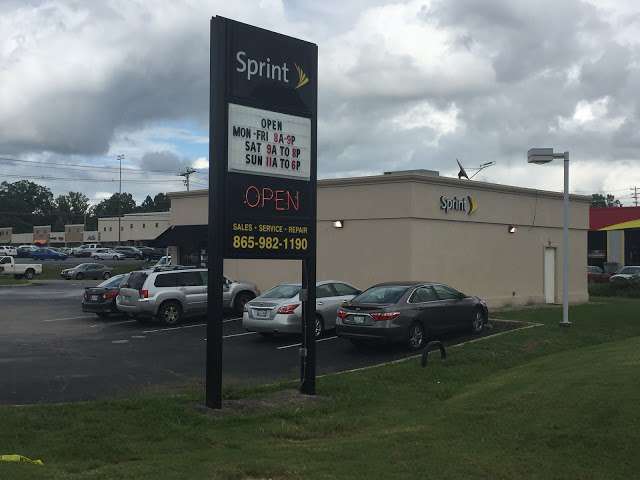 Sprint
OPEN
MON-FRI 9A-9P
SAT 9A TO 8P
SUN 11A TO 6P
OPEN
SALES • SERVICE • REPAIR
865-982-1190
Sprint